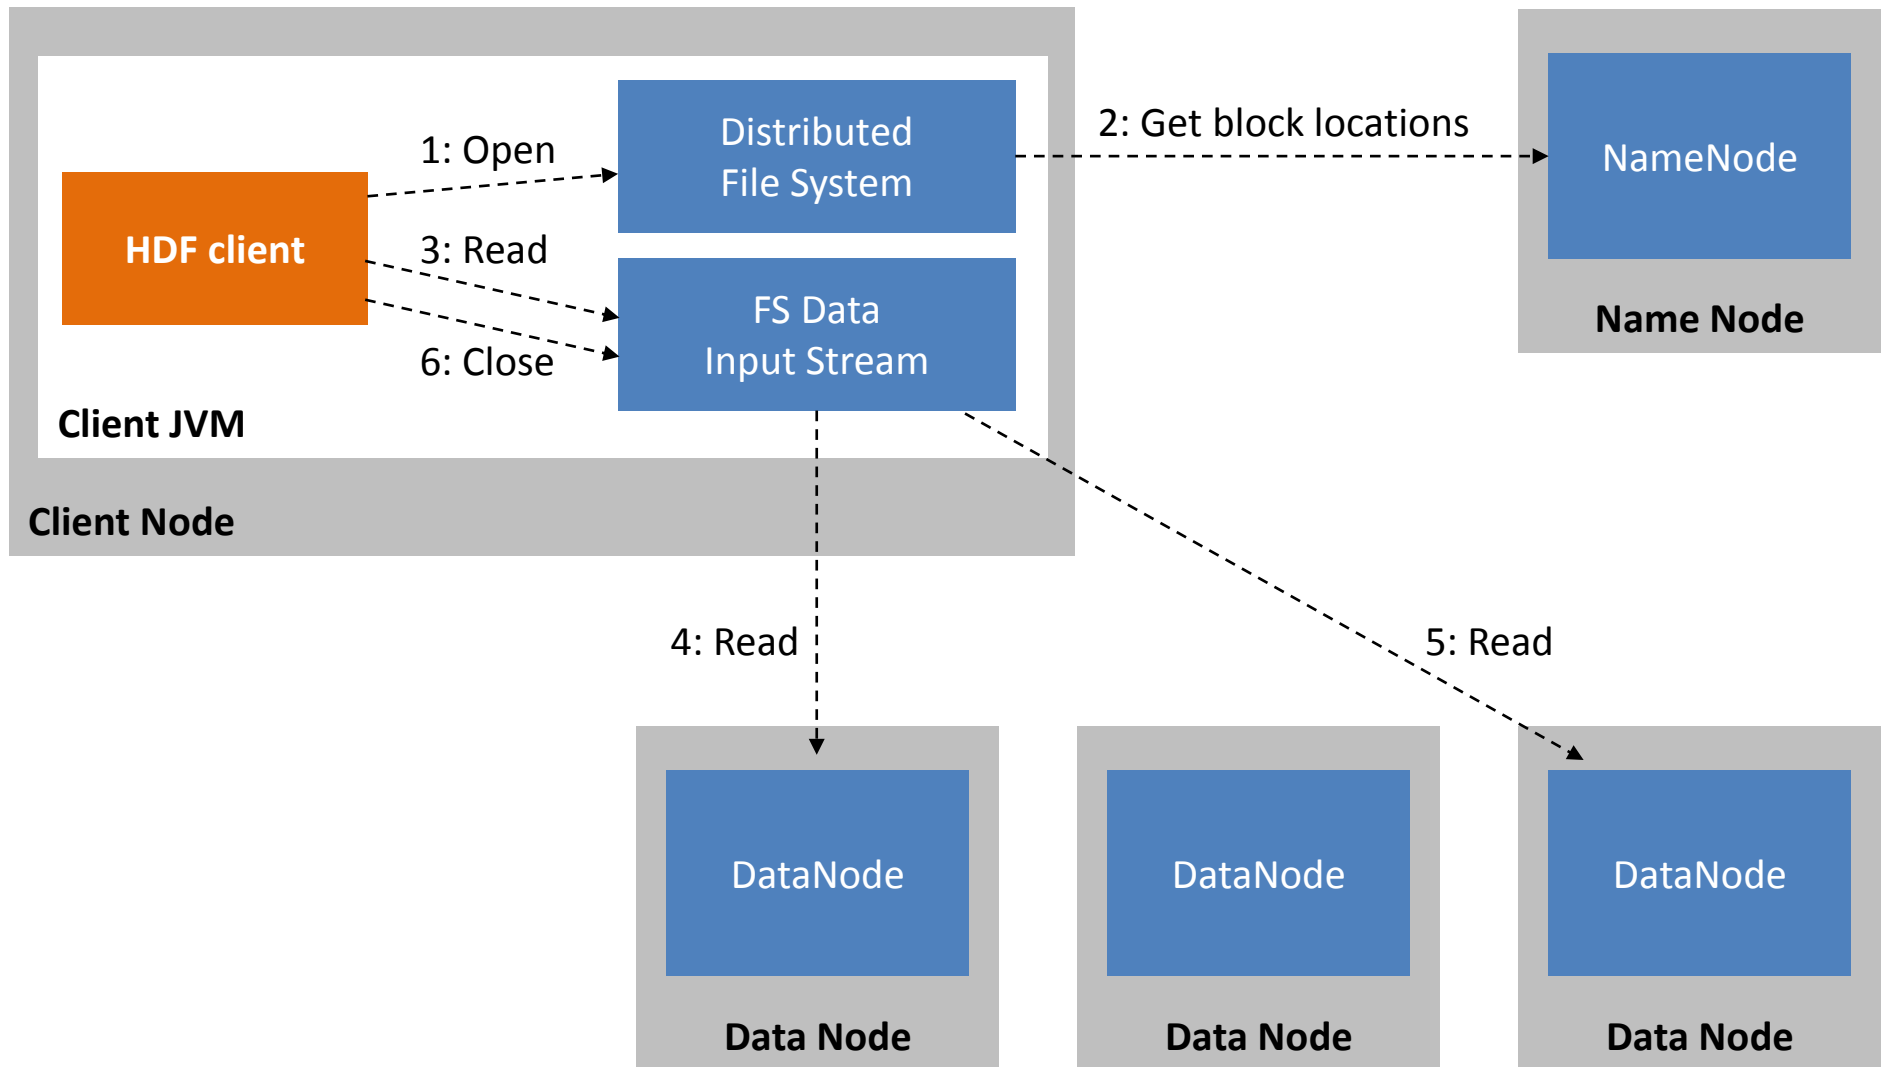 Distributed
File System
1: Open
2: Get block locations
NameNode
HDF client
3: Read
FS Data
Input Stream
6: Close
Name Node
Client JVM
Client Node
4: Read
5: Read
DataNode
DataNode
DataNode
Data Node
Data Node
Data Node